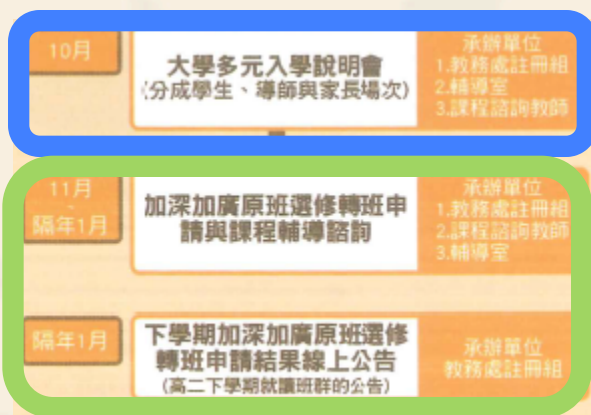 10月
大學多元入學說明會
(分成學生、導師與家長場次)
承辦單位
1.教務處註冊組
2.輔導室
3.課程諮詢教師
11月
~
隔年1月
加深加廣原班選修轉班申
請與課程輔導諮詢
承辦單位
1.教務處註冊組
2.課程諮詢教師
3.輔導室
隔年1月
下學期加深加廣原班選修
轉班申請結果線上公告
(高二下學期就讀班群的公告)
承辦單位
教務處註冊組